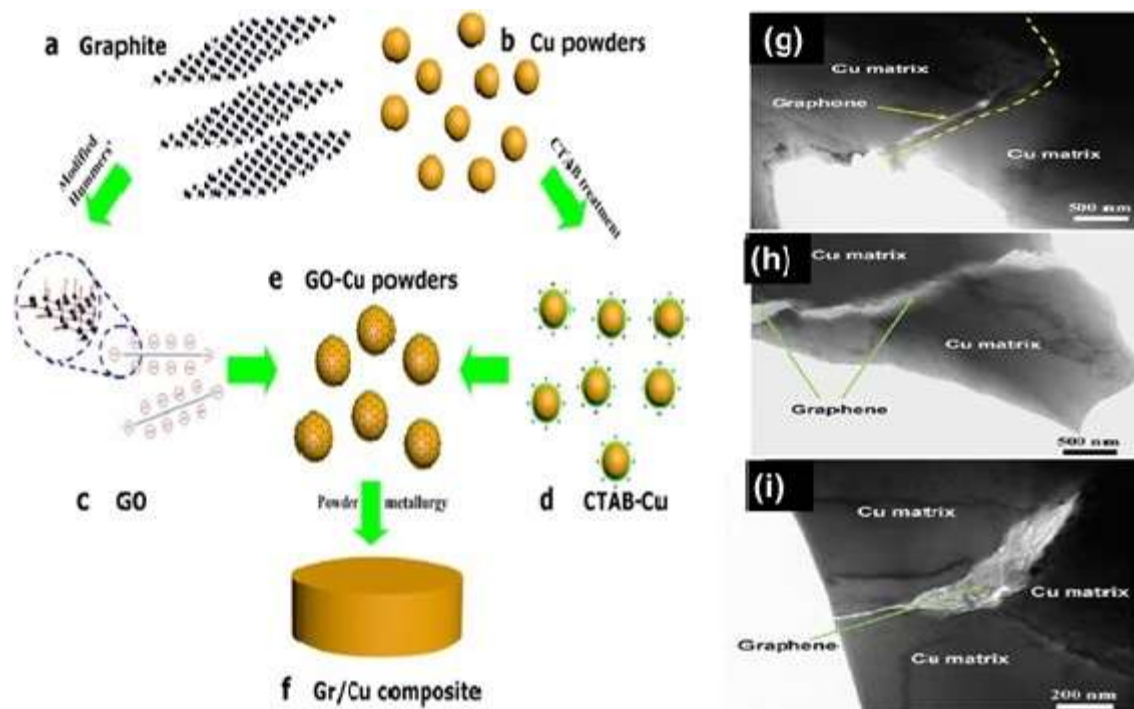 a Graphite
b Cu powders
Modified
Hummers'
CTAB treatment
e GO-Cu powders
c GO
d CTAB-Cu
Powder metallurgy
f Gr/Cu composite
(g)
Cu matrix
Graphene
Cu matrix
500 nm
(h)
Cu matrix
Cu matrix
Graphene
500 nm
(i)
Cu matrix
Cu matrix
Graphene
Cu matrix
200 nm